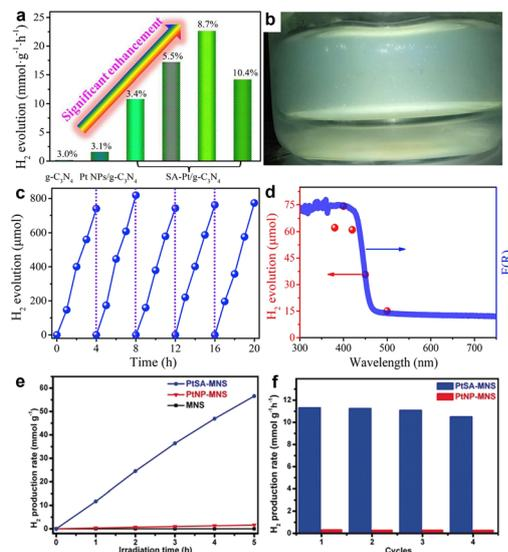 a
H₂ evolution (mmol·g⁻¹·h⁻¹)
25
20
15
10
5
0
Significant enhancement
3.0%
3.1%
3.4%
5.5%
8.7%
10.4%
g-C₃N₄ Pt NPs/g-C₃N₄ SA-Pt/g-C₃N₄
b
c
H₂ evolution (μmol)
800
600
400
200
0
0 4 8 12 16 20
Time (h)
d
H₂ evolution (μmol)
75
60
45
30
15
0
300 400 500 600 700
Wavelength (nm)
F(R)
e
H₂ production rate (mmol g⁻¹)
60
50
40
30
20
10
0
PtSA-MNS
PtNP-MNS
MNS
0 1 2 3 4 5
Irradiation time (h)
f
H₂ production rate (mmol g⁻¹h⁻¹)
12
10
8
6
4
2
0
PtSA-MNS
PtNP-MNS
1 2 3 4
Cycles